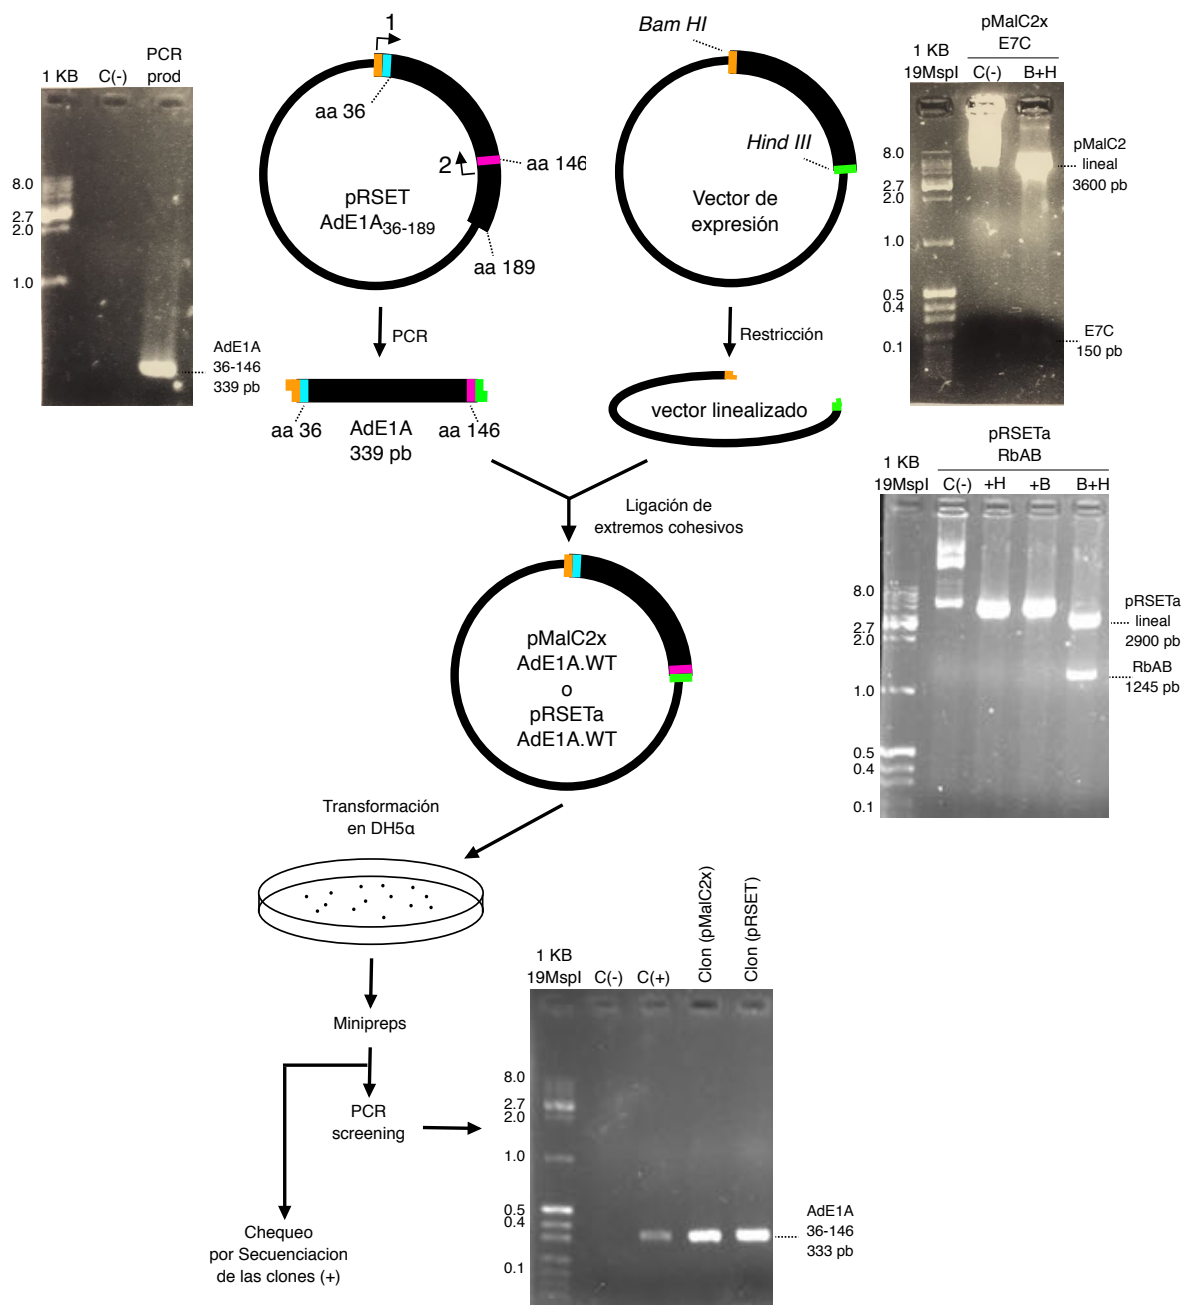 1 KB
C(-)
PCR
prod
8.0
2.7
2.0
1.0
AdE1A
36-146
339 pb
1
aa 36
2
aa 146
pRSET
AdE1A36-189
aa 189
PCR
aa 36
AdE1A
339 pb
aa 146
Bam HI
Hind III
Vector de
expresión
Restricción
vector linealizado
pMalC2x
E7C
1 KB
19MspI
C(-)
B+H
8.0
2.7
2.0
1.0
0.5
0.4
0.1
pMalC2
lineal
3600 pb
E7C
150 pb
Ligación de
extremos cohesivos
pRSETa
RbAB
1 KB
19MspI
C(-)
+H
+B
B+H
8.0
2.7
2.0
1.0
0.5
0.4
0.1
pRSETa
lineal
2900 pb
RbAB
1245 pb
pMalC2x
AdE1A.WT
o
pRSETa
AdE1A.WT
Transformación
en DH5α
Minipreps
PCR
screening
Chequeo
por Secuenciacion
de las clones (+)
1 KB
19MspI
C(-)
C(+)
Clon (pMalC2x)
Clon (pRSET)
8.0
2.7
2.0
1.0
0.5
0.4
0.1
AdE1A
36-146
333 pb